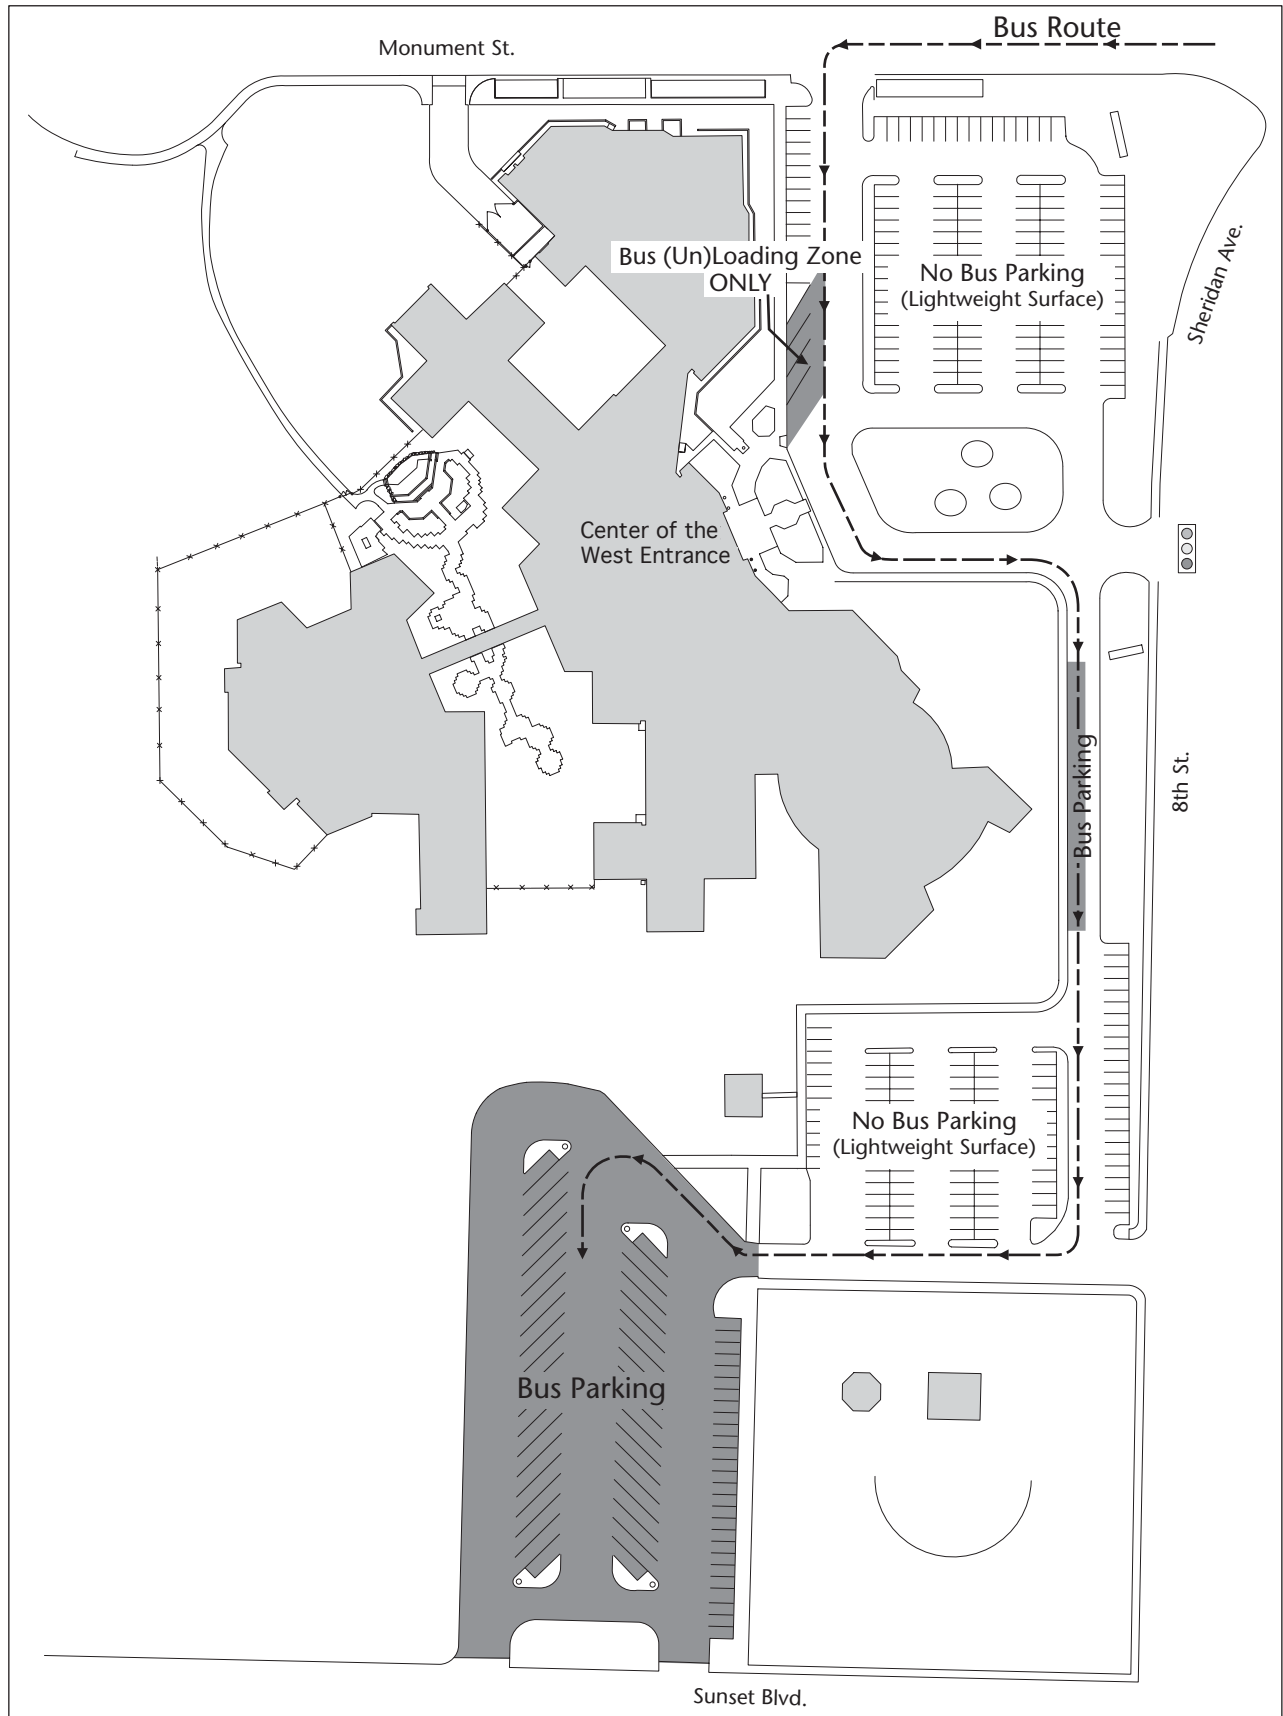 Bus Route
Monument St.
Sheridan Ave.
Bus (Un)Loading Zone
ONLY
No Bus Parking
(Lightweight Surface)
Center of the
West Entrance
Bus Parking
8th St.
No Bus Parking
(Lightweight Surface)
Bus Parking
Sunset Blvd.